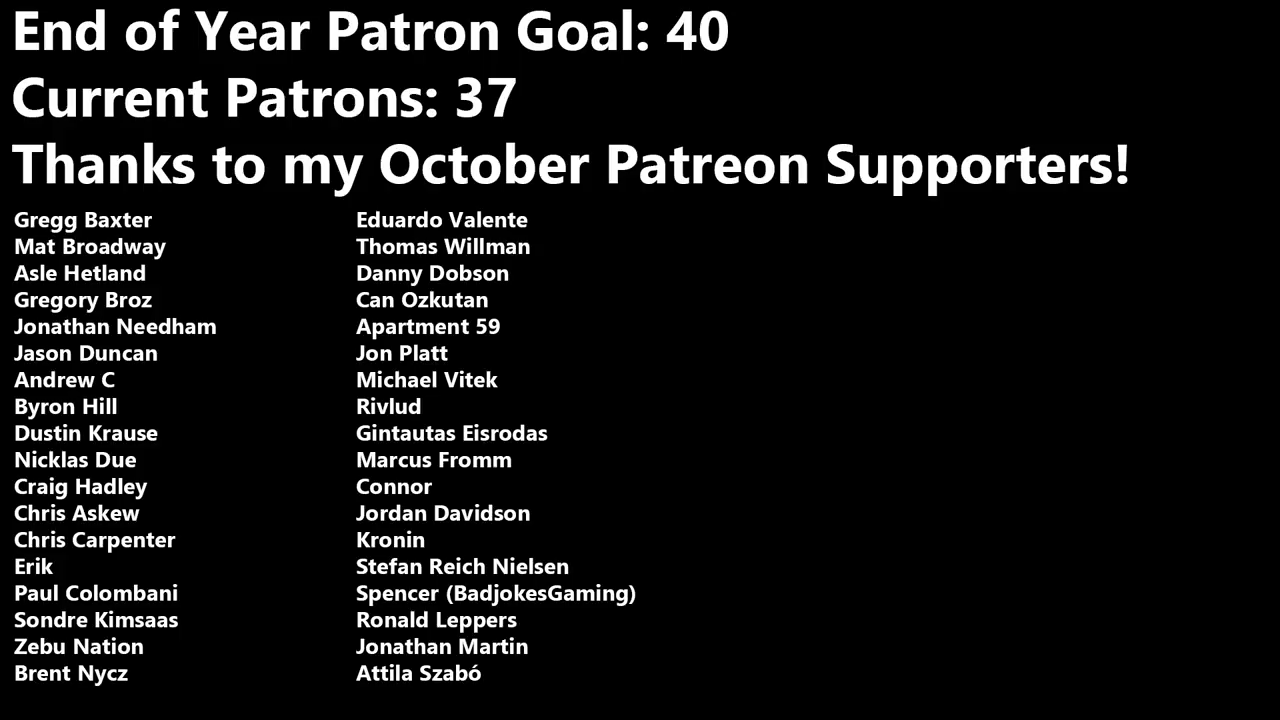 End of Year Patron Goal: 40
Current Patrons: 37
Thanks to my October Patreon Supporters!
Gregg Baxter
Mat Broadway
Asle Hetland
Gregory Broz
Jonathan Needham
Jason Duncan
Andrew C
Byron Hill
Dustin Krause
Nicklas Due
Craig Hadley
Chris Askew
Chris Carpenter
Erik
Paul Colombani
Sondre Kimsaas
Zebu Nation
Brent Nycz
Eduardo Valente
Thomas Willman
Danny Dobson
Can Ozkutan
Apartment 59
Jon Platt
Michael Vitek
Rivlud
Gintautas Eisrodas
Marcus Fromm
Connor
Jordan Davidson
Kronin
Stefan Reich Nielsen
Spencer (BadjokesGaming)
Ronald Leppers
Jonathan Martin
Attila Szabó